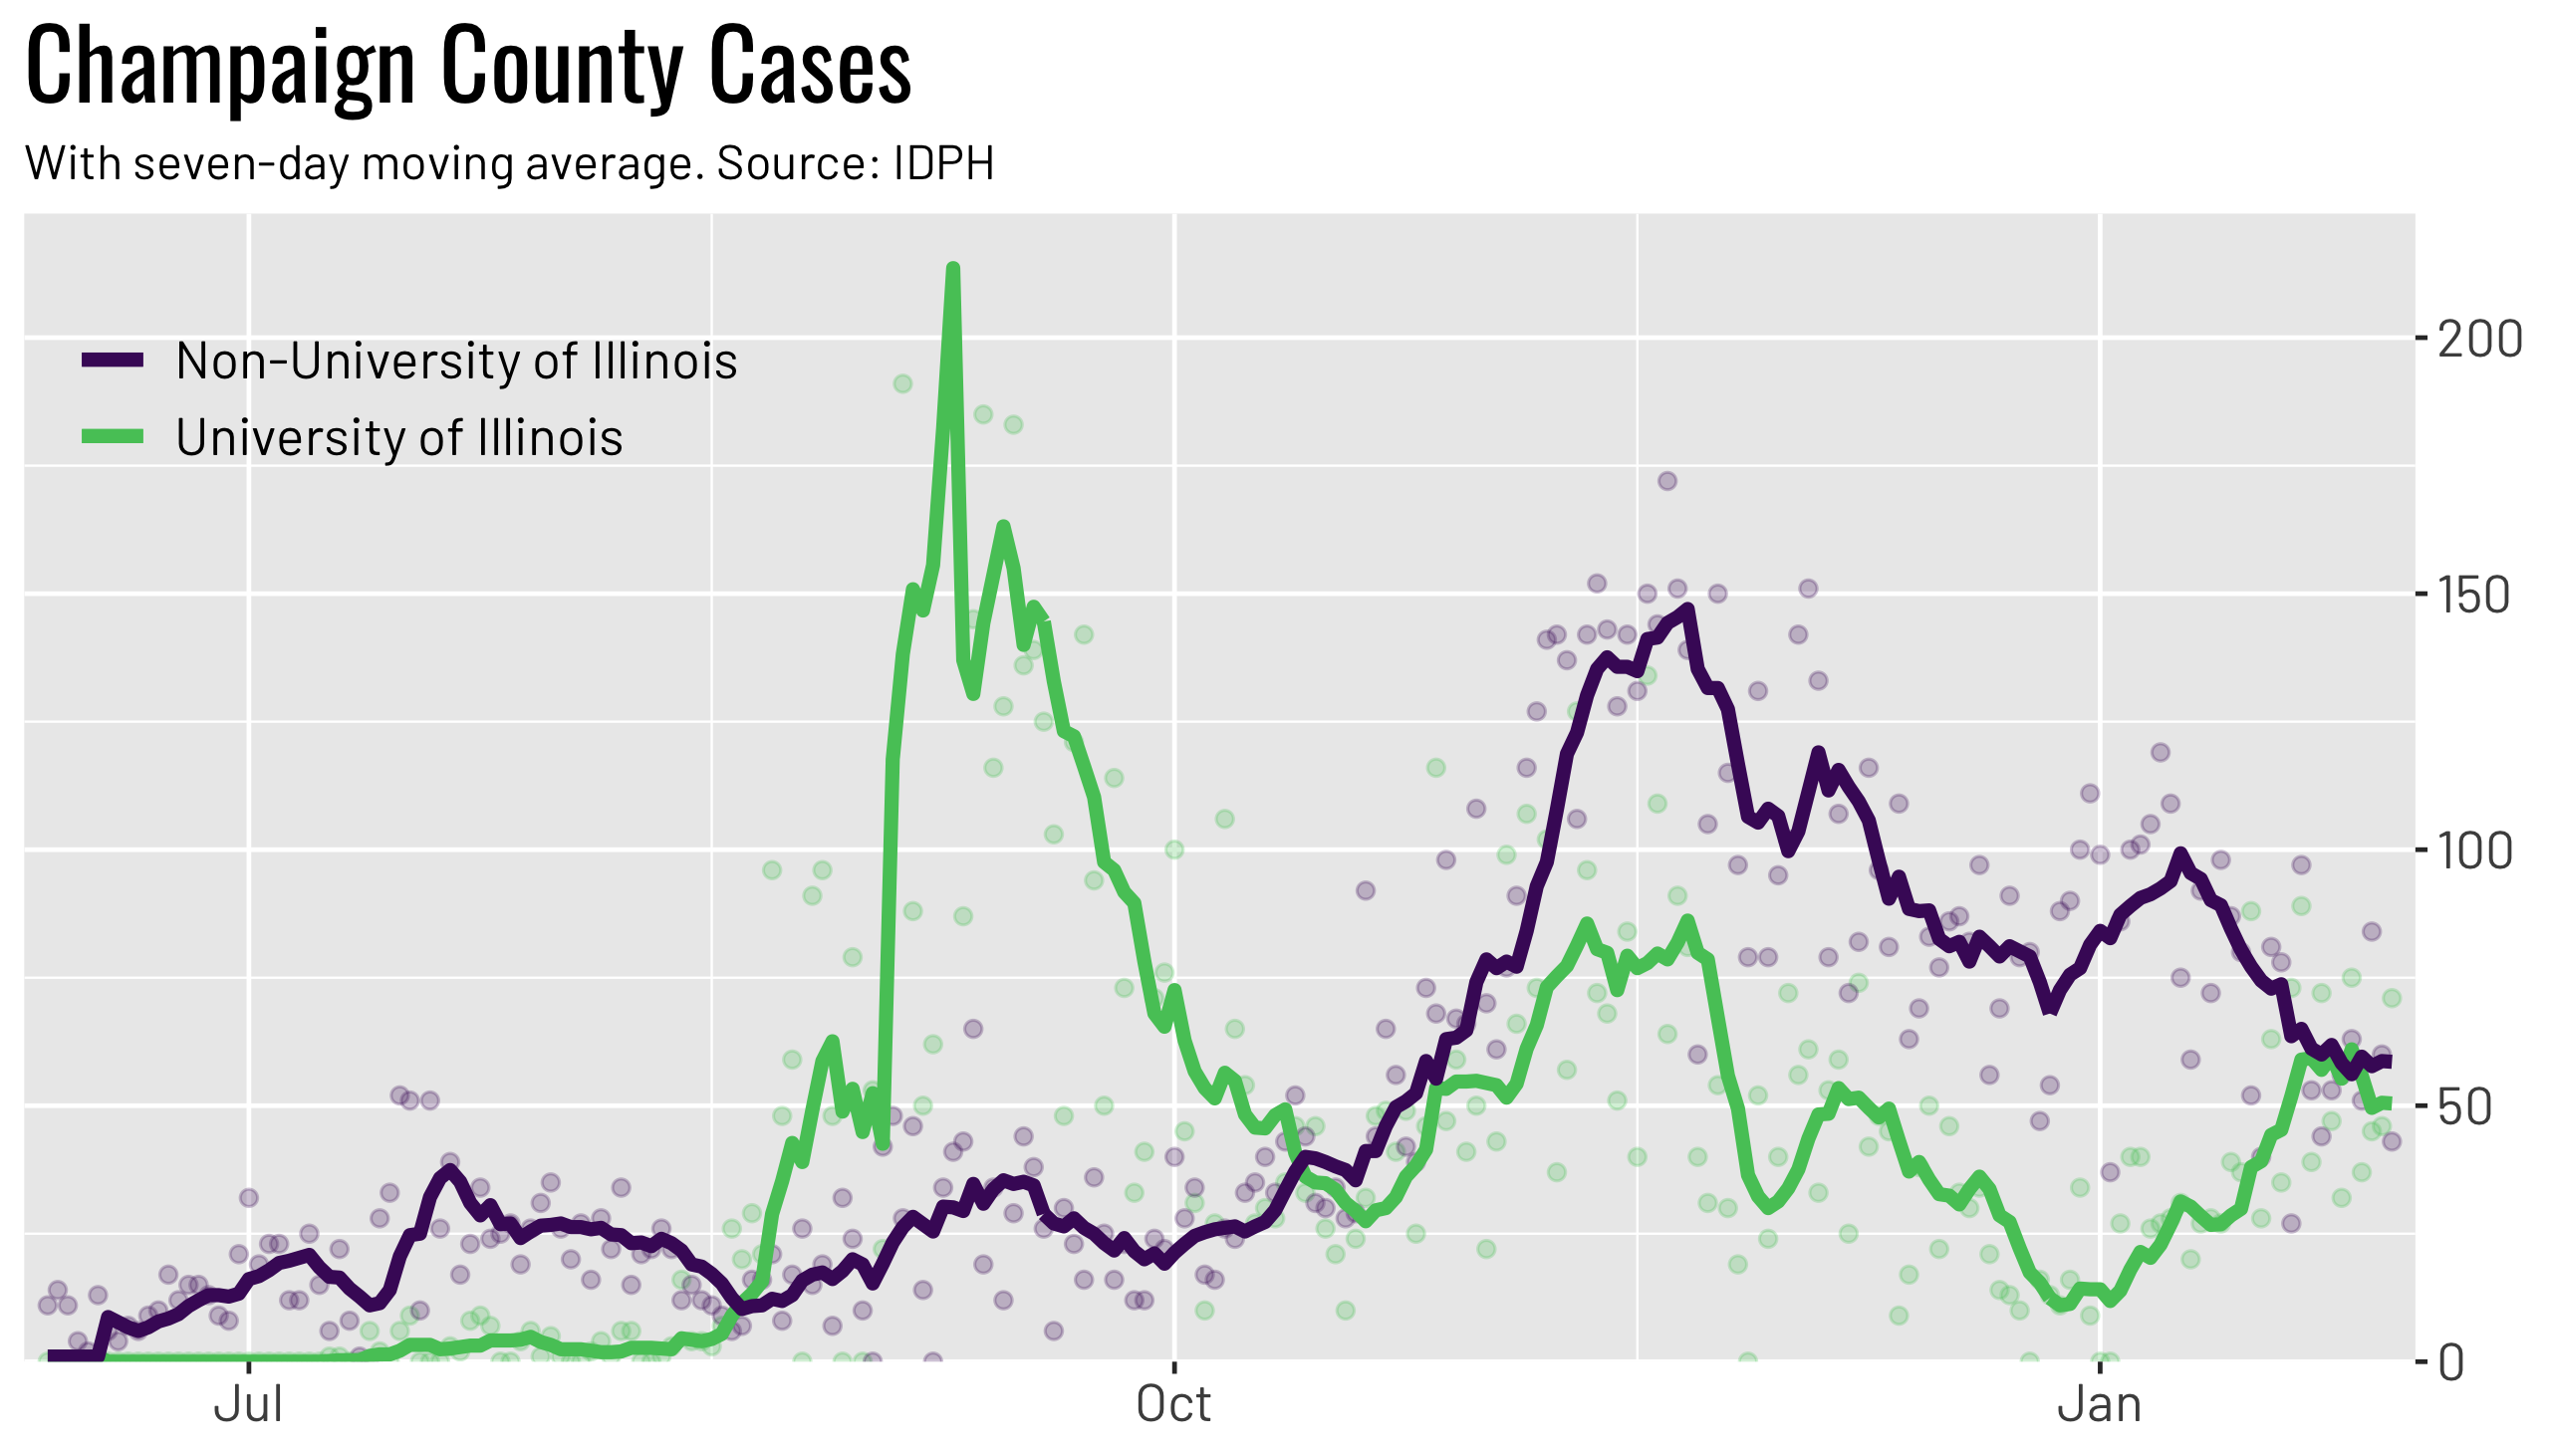 Champaign County Cases
With seven-day moving average. Source: IDPH
Non-University of Illinois
University of Illinois
200
150
100
50
0
Jul Oct Jan